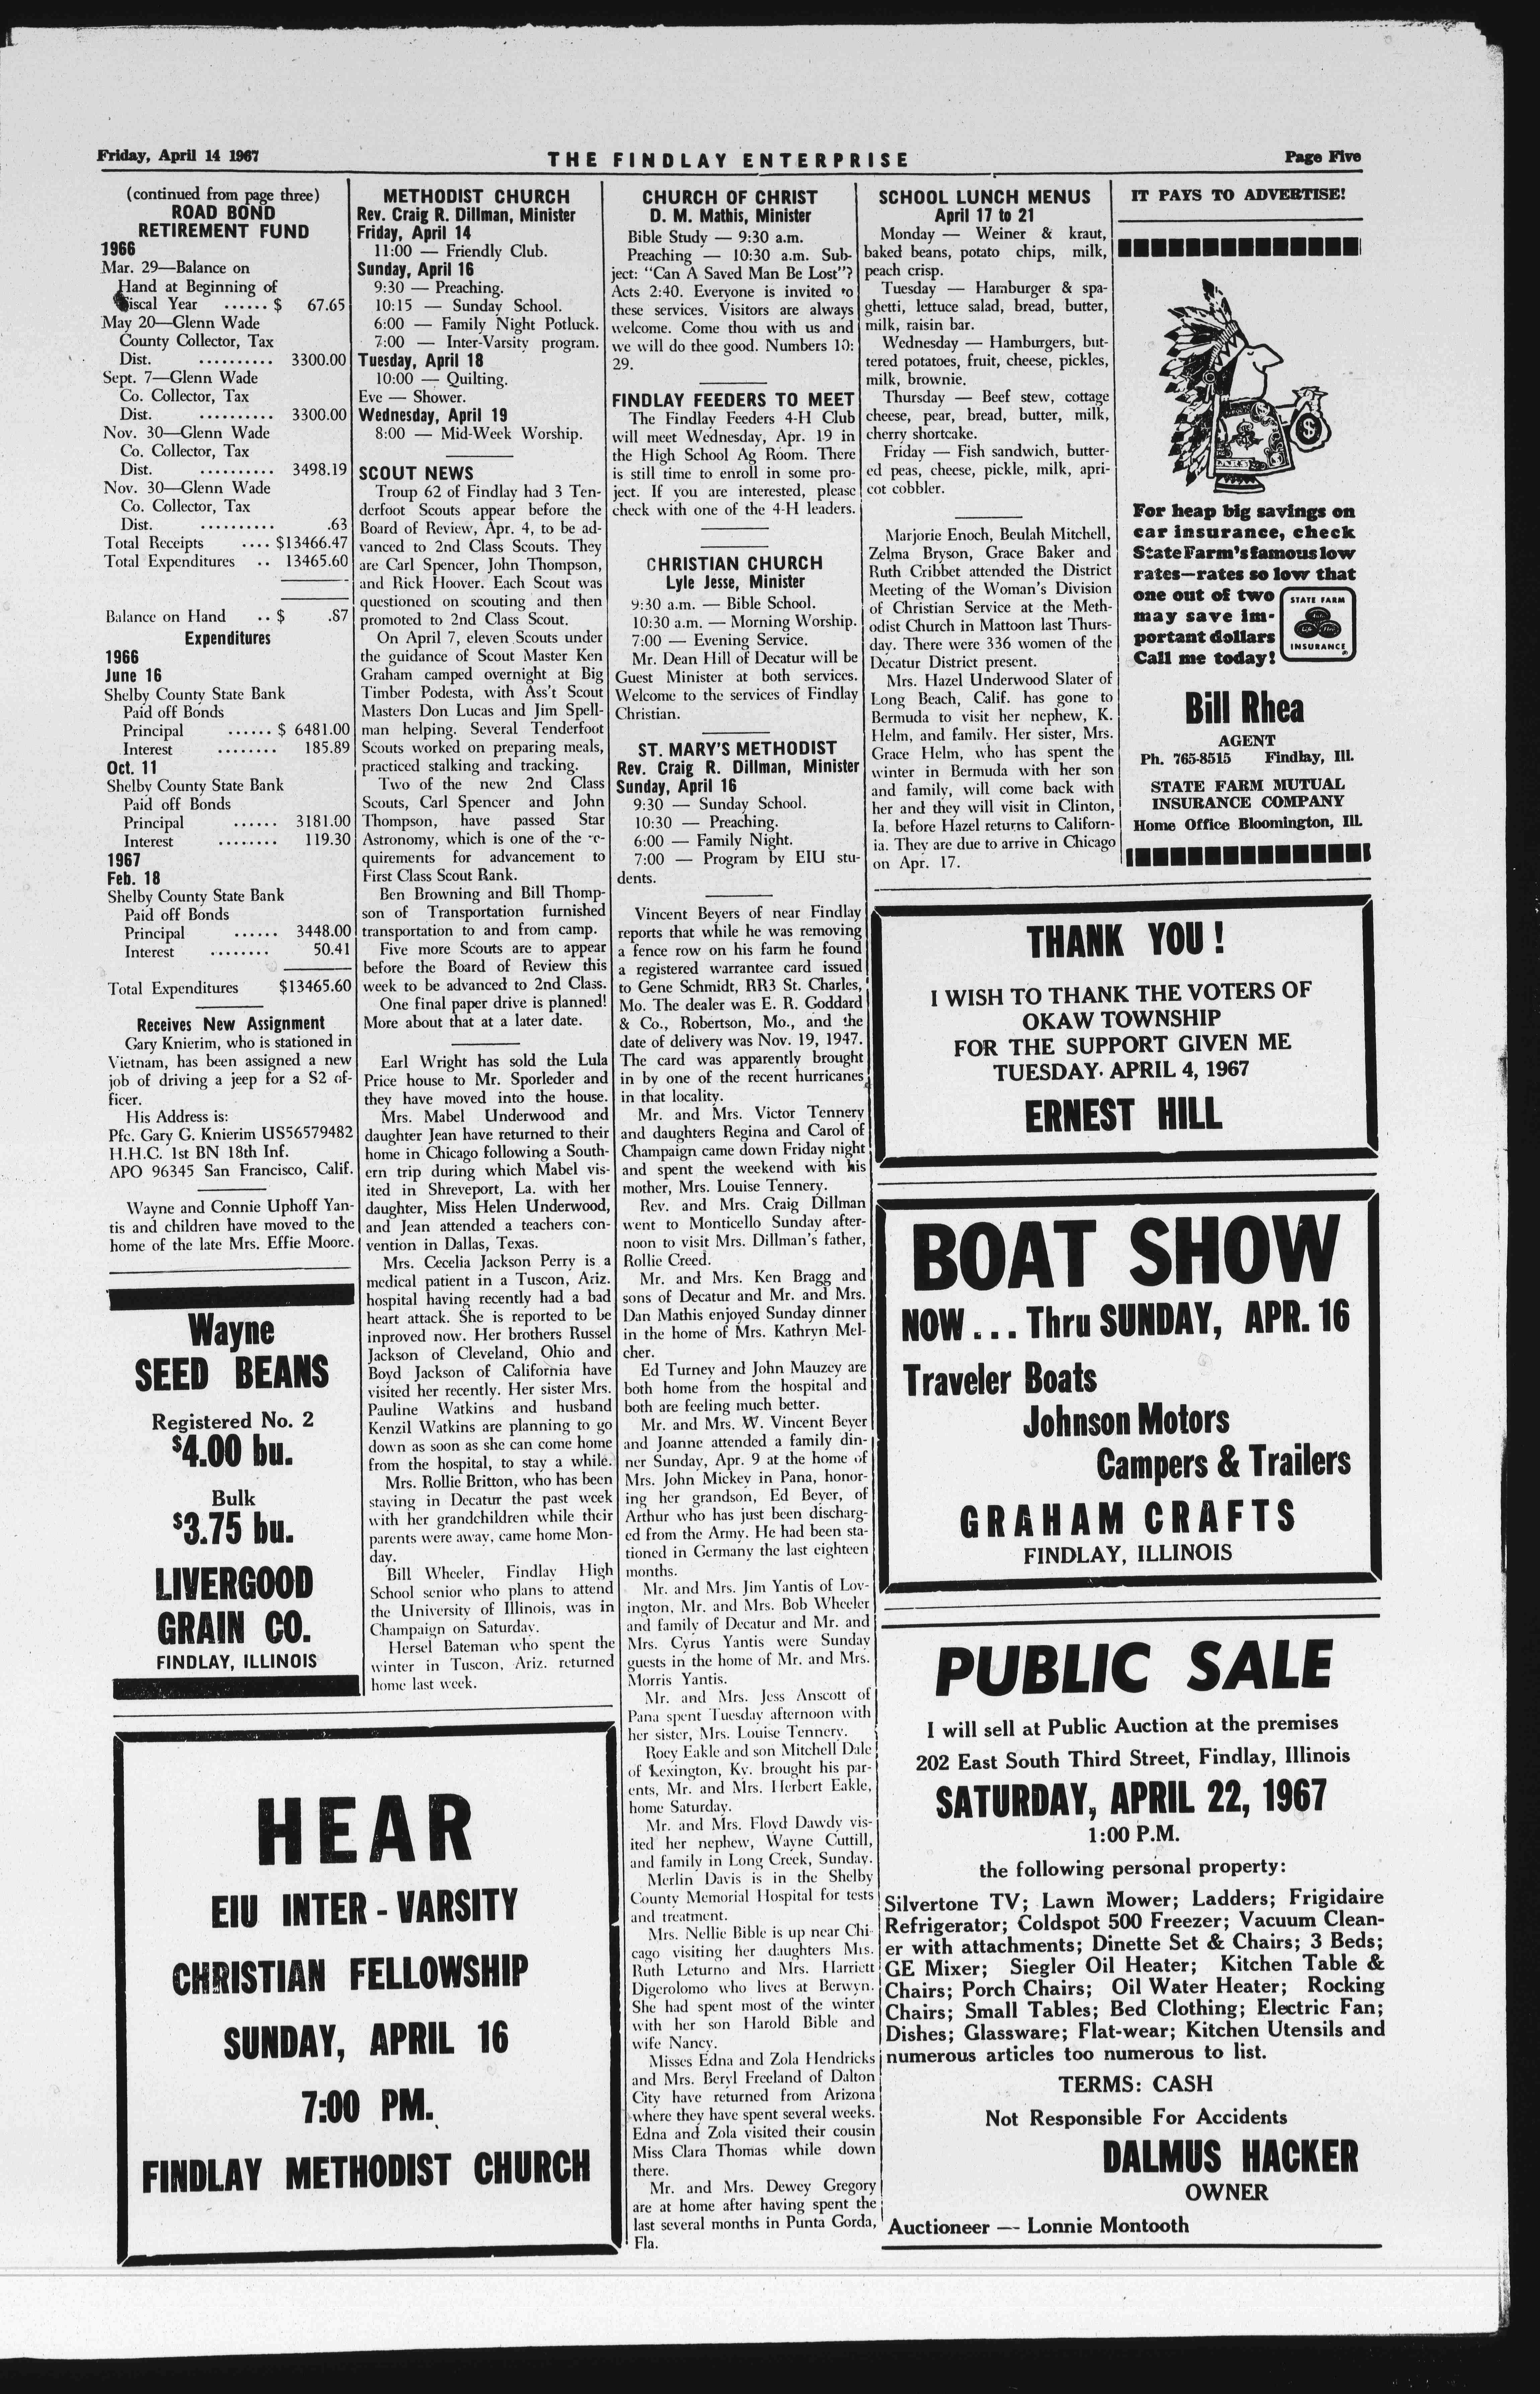 Friday, April 14 1967
THE FINDLAY ENTERPRISE
Page Five
(continued from page three)
ROAD BOND
RETIREMENT FUND
1966
Mar. 29—Balance on
Hand at Beginning of
Fiscal Year ...... $ 67.65
May 20—Glenn Wade
County Collector, Tax
Dist. .......... 3300.00
Sept. 7—Glenn Wade
Co. Collector, Tax
Dist. .......... 3300.00
Nov. 30—Glenn Wade
Co. Collector, Tax
Dist. .......... 3498.19
Nov. 30—Glenn Wade
Co. Collector, Tax
Dist. .......... .63
Total Receipts .... $13466.47
Total Expenditures .. 13465.60
Balance on Hand .. $ .87
Expenditures
1966
June 16
Shelby County State Bank
Paid off Bonds
Principal ...... $ 6481.00
Interest ........ 185.89
Oct. 11
Shelby County State Bank
Paid off Bonds
Principal ...... 3181.00
Interest ........ 119.30
1967
Feb. 18
Shelby County State Bank
Paid off Bonds
Principal ...... 3448.00
Interest ........ 50.41
Total Expenditures $13465.60
Receives New Assignment
Gary Knierim, who is stationed in
Vietnam, has been assigned a new
job of driving a jeep for a S2 of-
ficer.
His Address is:
Pfc. Gary G. Knierim US56579482
H.H.C. 1st BN 18th Inf.
APO 96345 San Francisco, Calif.
Wayne and Connie Uphoff Yan-
tis and children have moved to the
home of the late Mrs. Effie Moore.
Wayne
SEED BEANS
Registered No. 2
$4.00 bu.
Bulk
$3.75 bu.
LIVERGOOD
GRAIN CO.
FINDLAY, ILLINOIS
METHODIST CHURCH
Rev. Craig R. Dillman, Minister
Friday, April 14
11:00 — Friendly Club.
Sunday, April 16
9:30 — Preaching.
10:15 — Sunday School.
6:00 — Family Night Potluck.
7:00 — Inter-Varsity program.
Tuesday, April 18
10:00 — Quilting.
Eve — Shower.
Wednesday, April 19
8:00 — Mid-Week Worship.
SCOUT NEWS
Troup 62 of Findlay had 3 Ten-
derfoot Scouts appear before the
Board of Review, Apr. 4, to be ad-
vanced to 2nd Class Scouts. They
are Carl Spencer, John Thompson,
and Rick Hoover. Each Scout was
questioned on scouting and then
promoted to 2nd Class Scout.
On April 7, eleven Scouts under
the guidance of Scout Master Ken
Graham camped overnight at Big
Timber Podesta, with Ass't Scout
Masters Don Lucas and Jim Spell-
man helping. Several Tenderfoot
Scouts worked on preparing meals,
practiced stalking and tracking.
Two of the new 2nd Class
Scouts, Carl Spencer and John
Thompson, have passed Star
Astronomy, which is one of the re-
quirements for advancement to
First Class Scout Rank.
Ben Browning and Bill Thomp-
son of Transportation furnished
transportation to and from camp.
Five more Scouts are to appear
before the Board of Review this
week to be advanced to 2nd Class.
One final paper drive is planned!
More about that at a later date.
Earl Wright has sold the Lula
Price house to Mr. Sporleder and
they have moved into the house.
Mrs. Mabel Underwood and
daughter Jean have returned to their
home in Chicago following a South-
ern trip during which Mabel vis-
ited in Shreveport, La. with her
daughter, Miss Helen Underwood,
and Jean attended a teachers con-
vention in Dallas, Texas.
Mrs. Cecelia Jackson Perry is a
medical patient in a Tuscon, Ariz.
hospital having recently had a bad
heart attack. She is reported to be
inproved now. Her brothers Russel
Jackson of Cleveland, Ohio and
Boyd Jackson of California have
visited her recently. Her sister Mrs.
Pauline Watkins and husband
Kenzil Watkins are planning to go
down as soon as she can come home
from the hospital, to stay a while.
Mrs. Rollie Britton, who has been
staying in Decatur the past week
with her grandchildren while their
parents were away, came home Mon-
day.
Bill Wheeler, Findlay High
School senior who plans to attend
the University of Illinois, was in
Champaign on Saturday.
Hersel Bateman who spent the
winter in Tuscon, Ariz. returned
home last week.
HEAR
EIU INTER - VARSITY
CHRISTIAN FELLOWSHIP
SUNDAY, APRIL 16
7:00 PM.
FINDLAY METHODIST CHURCH
CHURCH OF CHRIST
D. M. Mathis, Minister
Bible Study — 9:30 a.m.
Preaching — 10:30 a.m. Sub-
ject: "Can A Saved Man Be Lost"?
Acts 2:40. Everyone is invited to
these services. Visitors are always
welcome. Come thou with us and
we will do thee good. Numbers 10:
29.
FINDLAY FEEDERS TO MEET
The Findlay Feeders 4-H Club
will meet Wednesday, Apr. 19 in
the High School Ag Room. There
is still time to enroll in some pro-
ject. If you are interested, please
check with one of the 4-H leaders.
CHRISTIAN CHURCH
Lyle Jesse, Minister
9:30 a.m. — Bible School.
10:30 a.m. — Morning Worship.
7:00 — Evening Service.
Mr. Dean Hill of Decatur will be
Guest Minister at both services.
Welcome to the services of Findlay
Christian.
ST. MARY'S METHODIST
Rev. Craig R. Dillman, Minister
Sunday, April 16
9:30 — Sunday School.
10:30 — Preaching.
6:00 — Family Night.
7:00 — Program by EIU stu-
dents.
Vincent Beyers of near Findlay
reports that while he was removing
a fence row on his farm he found
a registered warrantee card issued
to Gene Schmidt, RR3 St. Charles,
Mo. The dealer was E. R. Goddard
& Co., Robertson, Mo., and the
date of delivery was Nov. 19, 1947.
The card was apparently brought
in by one of the recent hurricanes
in that locality.
Mr. and Mrs. Victor Tennery
and daughters Regina and Carol of
Champaign came down Friday night
and spent the weekend with his
mother, Mrs. Louise Tennery.
Rev. and Mrs. Craig Dillman
went to Monticello Sunday after-
noon to visit Mrs. Dillman's father,
Rollie Creed.
Mr. and Mrs. Ken Bragg and
sons of Decatur and Mr. and Mrs.
Dan Mathis enjoyed Sunday dinner
in the home of Mrs. Kathryn Mel-
cher.
Ed Turney and John Mauzey are
both home from the hospital and
both are feeling much better.
Mr. and Mrs. W. Vincent Beyer
and Joanne attended a family din-
ner Sunday, Apr. 9 at the home of
Mrs. John Mickey in Pana, honor-
ing her grandson, Ed Beyer, of
Arthur who has just been discharg-
ed from the Army. He had been sta-
tioned in Germany the last eighteen
months.
Mr. and Mrs. Jim Yantis of Lov-
ington, Mr. and Mrs. Bob Wheeler
and family of Decatur and Mr. and
Mrs. Cyrus Yantis were Sunday
guests in the home of Mr. and Mrs.
Morris Yantis.
Mr. and Mrs. Jess Anscott of
Pana spent Tuesday afternoon with
her sister, Mrs. Louise Tennery.
Roey Eakle and son Mitchell Dale
of Lexington, Ky. brought his par-
ents, Mr. and Mrs. Herbert Eakle,
home Saturday.
Mr. and Mrs. Floyd Dawdy vis-
ited her nephew, Wayne Cuttill,
and family in Long Creek, Sunday.
Merlin Davis is in the Shelby
County Memorial Hospital for tests
and treatment.
Mrs. Nellie Bible is up near Chi-
cago visiting her daughters Mrs.
Ruth Leturno and Mrs. Harriett
Digerolomo who lives at Berwyn.
She had spent most of the winter
with her son Harold Bible and
wife Nancy.
Misses Edna and Zola Hendricks
and Mrs. Beryl Freeland of Dalton
City have returned from Arizona
where they have spent several weeks.
Edna and Zola visited their cousin
Miss Clara Thomas while down
there.
Mr. and Mrs. Dewey Gregory
are at home after having spent the
last several months in Punta Gorda,
Fla.
SCHOOL LUNCH MENUS
April 17 to 21
Monday — Weiner & kraut,
baked beans, potato chips, milk,
peach crisp.
Tuesday — Hamburger & spa-
ghetti, lettuce salad, bread, butter,
milk, raisin bar.
Wednesday — Hamburgers, but-
tered potatoes, fruit, cheese, pickles,
milk, brownie.
Thursday — Beef stew, cottage
cheese, pear, bread, butter, milk,
cherry shortcake.
Friday — Fish sandwich, butter-
ed peas, cheese, pickle, milk, apri-
cot cobbler.
Marjorie Enoch, Beulah Mitchell,
Zelma Bryson, Grace Baker and
Ruth Cribbet attended the District
Meeting of the Woman's Division
of Christian Service at the Meth-
odist Church in Mattoon last Thurs-
day. There were 336 women of the
Decatur District present.
Mrs. Hazel Underwood Slater of
Long Beach, Calif. has gone to
Bermuda to visit her nephew, K.
Helm, and family. Her sister, Mrs.
Grace Helm, who has spent the
winter in Bermuda with her son
and family, will come back with
her and they will visit in Clinton,
Ia. before Hazel returns to Californ-
ia. They are due to arrive in Chicago
on Apr. 17.
IT PAYS TO ADVERTISE!
For heap big savings on
car insurance, check
State Farm's famous low
rates—rates so low that
one out of two
may save im-
portant dollars
Call me today!
STATE FARM
INSURANCE
Bill Rhea
AGENT
Ph. 765-8515 Findlay, Ill.
STATE FARM MUTUAL
INSURANCE COMPANY
Home Office Bloomington, Ill.
THANK YOU!
I WISH TO THANK THE VOTERS OF
OKAW TOWNSHIP
FOR THE SUPPORT GIVEN ME
TUESDAY. APRIL 4, 1967
ERNEST HILL
BOAT SHOW
NOW . . . Thru SUNDAY, APR. 16
Traveler Boats
Johnson Motors
Campers & Trailers
GRAHAM CRAFTS
FINDLAY, ILLINOIS
PUBLIC SALE
I will sell at Public Auction at the premises
202 East South Third Street, Findlay, Illinois
SATURDAY, APRIL 22, 1967
1:00 P.M.
the following personal property:
Silvertone TV; Lawn Mower; Ladders; Frigidaire
Refrigerator; Coldspot 500 Freezer; Vacuum Clean-
er with attachments; Dinette Set & Chairs; 3 Beds;
GE Mixer; Siegler Oil Heater; Kitchen Table &
Chairs; Porch Chairs; Oil Water Heater; Rocking
Chairs; Small Tables; Bed Clothing; Electric Fan;
Dishes; Glassware; Flat-wear; Kitchen Utensils and
numerous articles too numerous to list.
TERMS: CASH
Not Responsible For Accidents
DALMUS HACKER
OWNER
Auctioneer — Lonnie Montooth